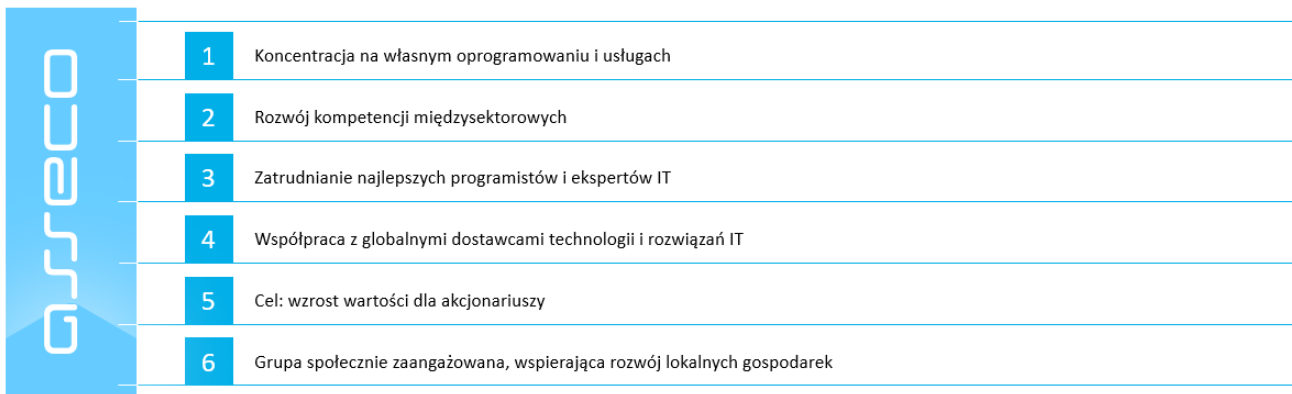 asseco
1 Koncentracja na własnym oprogramowaniu i usługach
2 Rozwój kompetencji międzysektorowych
3 Zatrudnianie najlepszych programistów i ekspertów IT
4 Współpraca z globalnymi dostawcami technologii i rozwiązań IT
5 Cel: wzrost wartości dla akcjonariuszy
6 Grupa społecznie zaangażowana, wspierająca rozwój lokalnych gospodarek